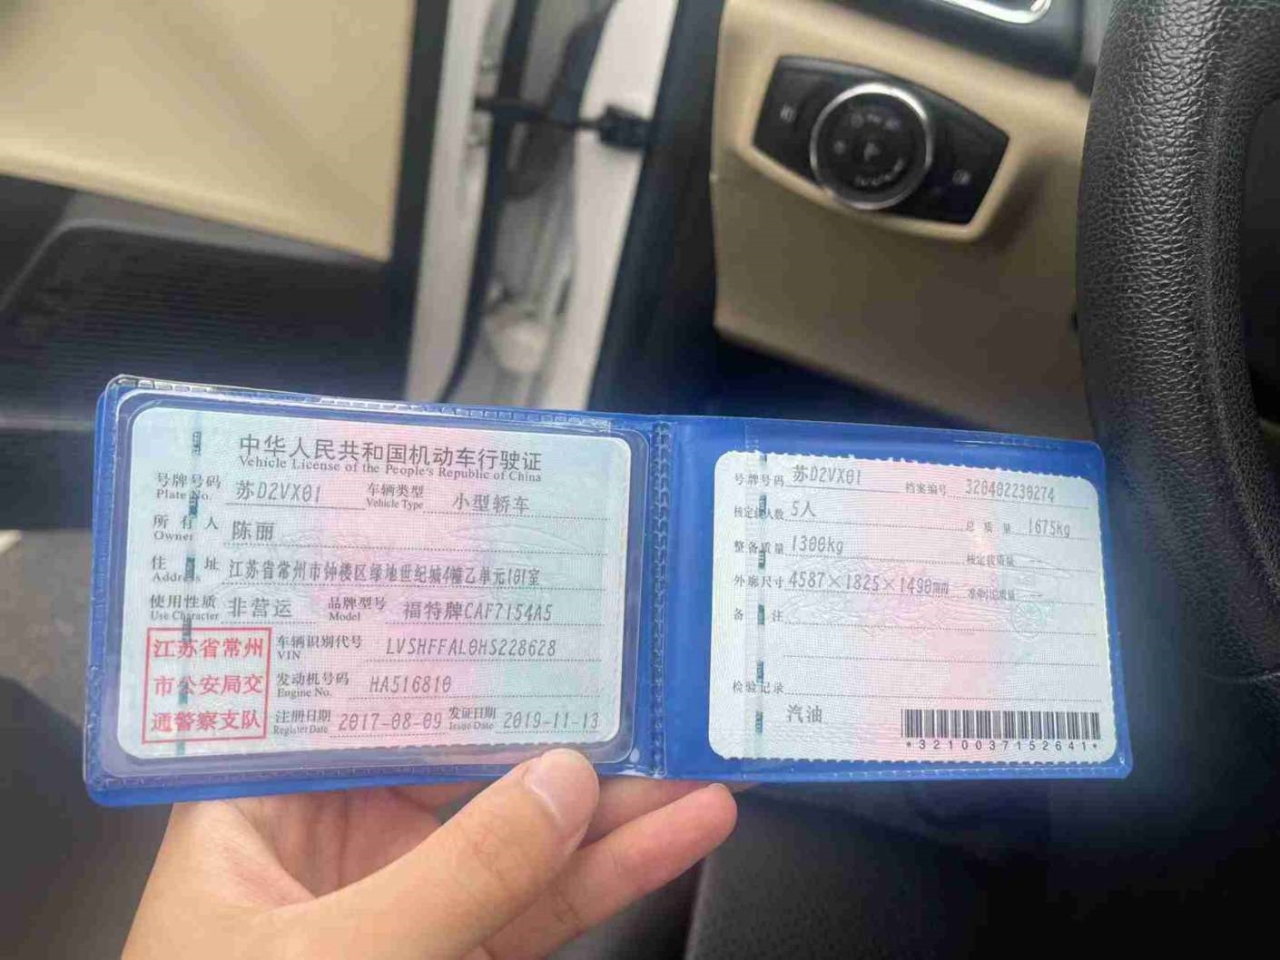 中华人民共和国机动车行驶证
Vehicle License of the People's Republic of China
号牌号码 苏D2VX01 车辆类型 小型轿车
Plate No. Vehicle Type
所有人 陈丽
Owner
住址 江苏省常州市钟楼区绿地世纪城4幢乙单元101室
Address
使用性质 非营运 品牌型号 福特牌CAF7154A5
Use Character Model
江苏省常州
市公安局交
通警察支队
车辆识别代号 LVSHFFAL0HS228628
VIN
发动机号码 HA516810
Engine No.
注册日期 2017-08-09 发证日期 2019-11-13
Register Date Issue Date
号牌号码 苏D2VX01 档案编号 320402230274
核定载人数 5人 总质量 1675kg
整备质量 1300kg 核定载质量 --
外廓尺寸 4587×1825×1490mm 准牵引总质量 --
备注
检验记录
汽油
*3210037152641*